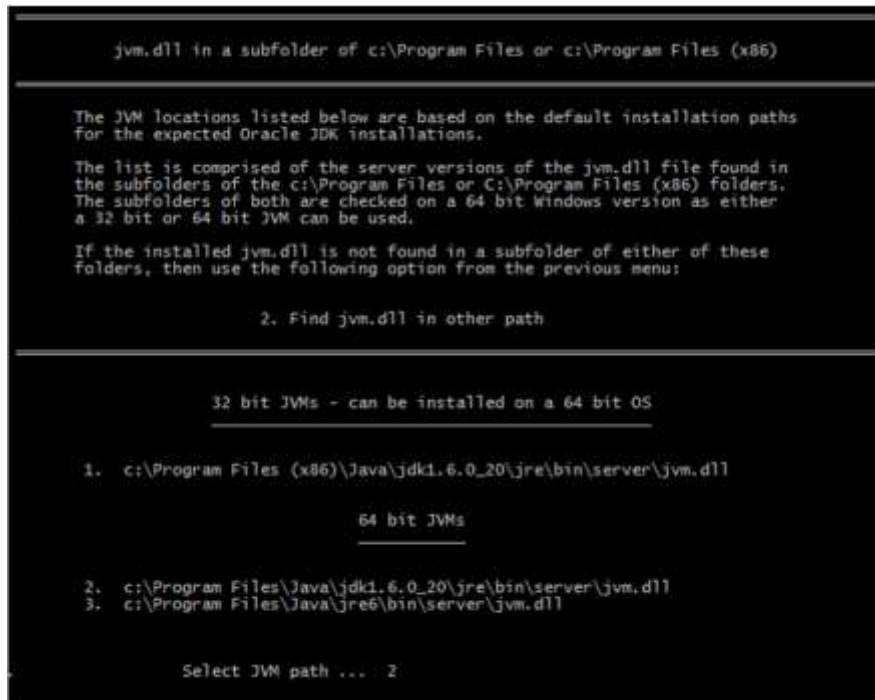 jvm.dll in a subfolder of c:\Program Files or c:\Program Files (x86)
The JVM locations listed below are based on the default installation paths
for the expected Oracle JDK installations.
The list is comprised of the server versions of the jvm.dll file found in
the subfolders of the c:\Program Files or C:\Program Files (x86) folders.
The subfolders of both are checked on a 64 bit Windows version as either
a 32 bit or 64 bit JVM can be used.
If the installed jvm.dll is not found in a subfolder of either of these
folders, then use the following option from the previous menu:
2. Find jvm.dll in other path
32 bit JVMs - can be installed on a 64 bit OS
1. c:\Program Files (x86)\Java\jdk1.6.0_20\jre\bin\server\jvm.dll
64 bit JVMs
2. c:\Program Files\Java\jdk1.6.0_20\jre\bin\server\jvm.dll
3. c:\Program Files\Java\jre6\bin\server\jvm.dll
Select JVM path ... 2